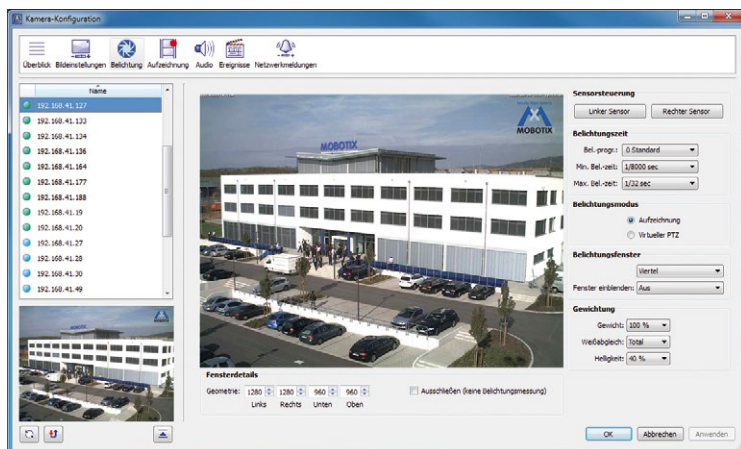 Kamera-Konfiguration
Überblick Bildeinstellungen Belichtung Aufzeichnung Audio Ereignisse Netzwerkmeldungen
Name
192.168.41.127
192.168.41.133
192.168.41.134
192.168.41.136
192.168.41.164
192.168.41.177
192.168.41.188
192.168.41.19
192.168.41.20
192.168.41.27
192.168.41.28
192.168.41.30
192.168.41.49
MOBOTIX
MOBOTIX
Fensterdetails
Geometrie: 1280 1280 960 960
Links Rechts Unten Oben
Ausschließen (keine Belichtungsmessung)
Sensorsteuerung
Linker Sensor Rechter Sensor
Belichtungszeit
Bel.-progr.: 0 Standard
Min. Bel.-zeit: 1/8000 sec
Max. Bel.-zeit: 1/32 sec
Belichtungsmodus
Aufzeichnung
Virtueller PTZ
Belichtungsfenster
Viertel
Fenster einblenden: Aus
Gewichtung
Gewicht: 100 %
Weißabgleich: Total
Helligkeit: 40 %
OK Abbrechen Anwenden